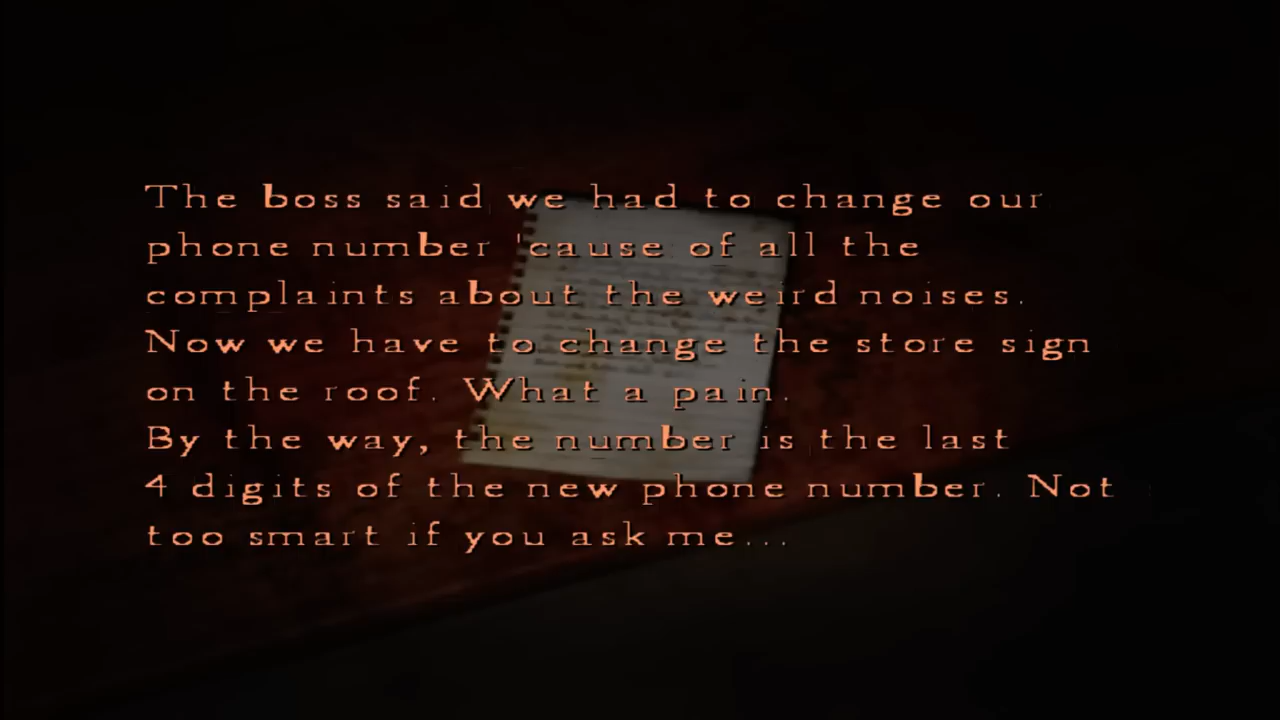 The boss said we had to change our
phone number 'cause of all the
complaints about the weird noises.
Now we have to change the store sign
on the roof. What a pain.
By the way, the number is the last
4 digits of the new phone number. Not
too smart if you ask me...